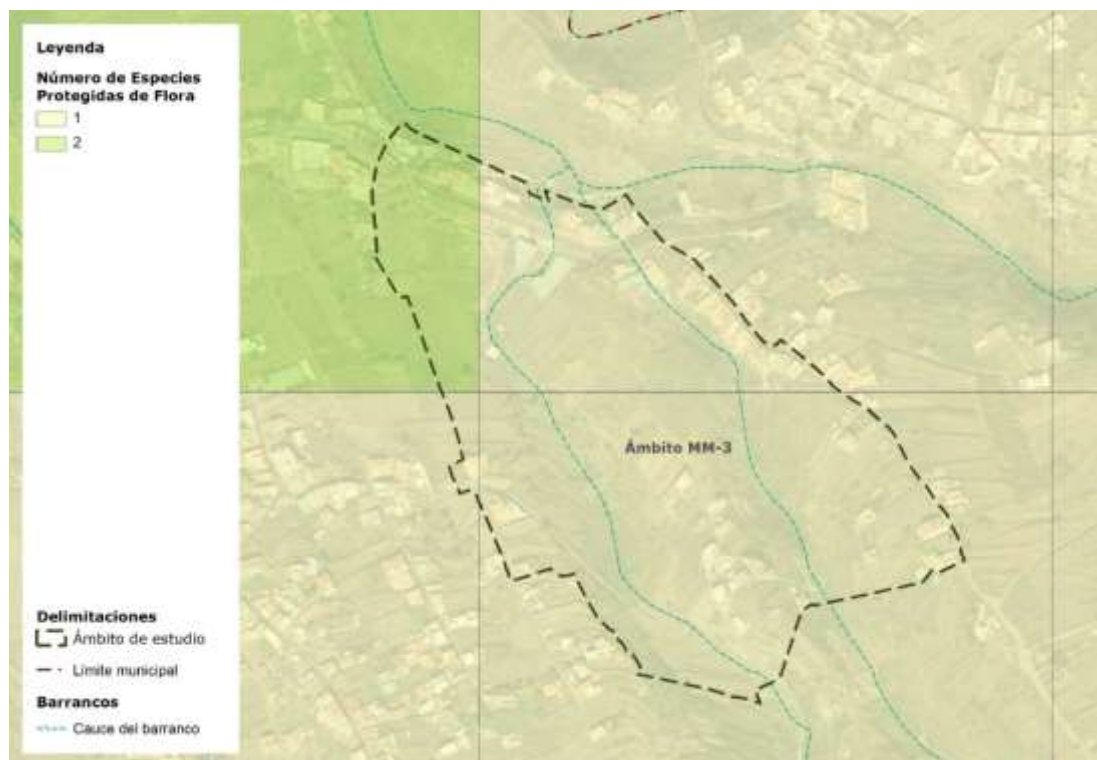 Leyenda
Número de Especies
Protegidas de Flora
1
2
Ámbito MM-3
Delimitaciones
Ámbito de estudio
Límite municipal
Barrancos
Cauce del barranco